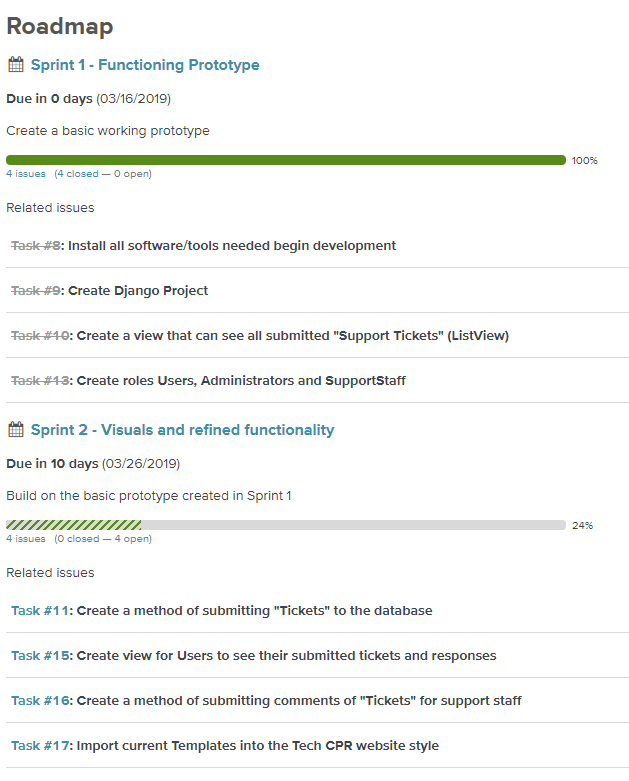 Roadmap
Sprint 1 - Functioning Prototype
Due in 0 days (03/16/2019)
Create a basic working prototype
100%
4 issues (4 closed — 0 open)
Related issues
Task #8: Install all software/tools needed begin development
Task #9: Create Django Project
Task #10: Create a view that can see all submitted "Support Tickets" (ListView)
Task #13: Create roles Users, Administrators and SupportStaff
Sprint 2 - Visuals and refined functionality
Due in 10 days (03/26/2019)
Build on the basic prototype created in Sprint 1
24%
4 issues (0 closed — 4 open)
Related issues
Task #11: Create a method of submitting "Tickets" to the database
Task #15: Create view for Users to see their submitted tickets and responses
Task #16: Create a method of submitting comments of "Tickets" for support staff
Task #17: Import current Templates into the Tech CPR website style